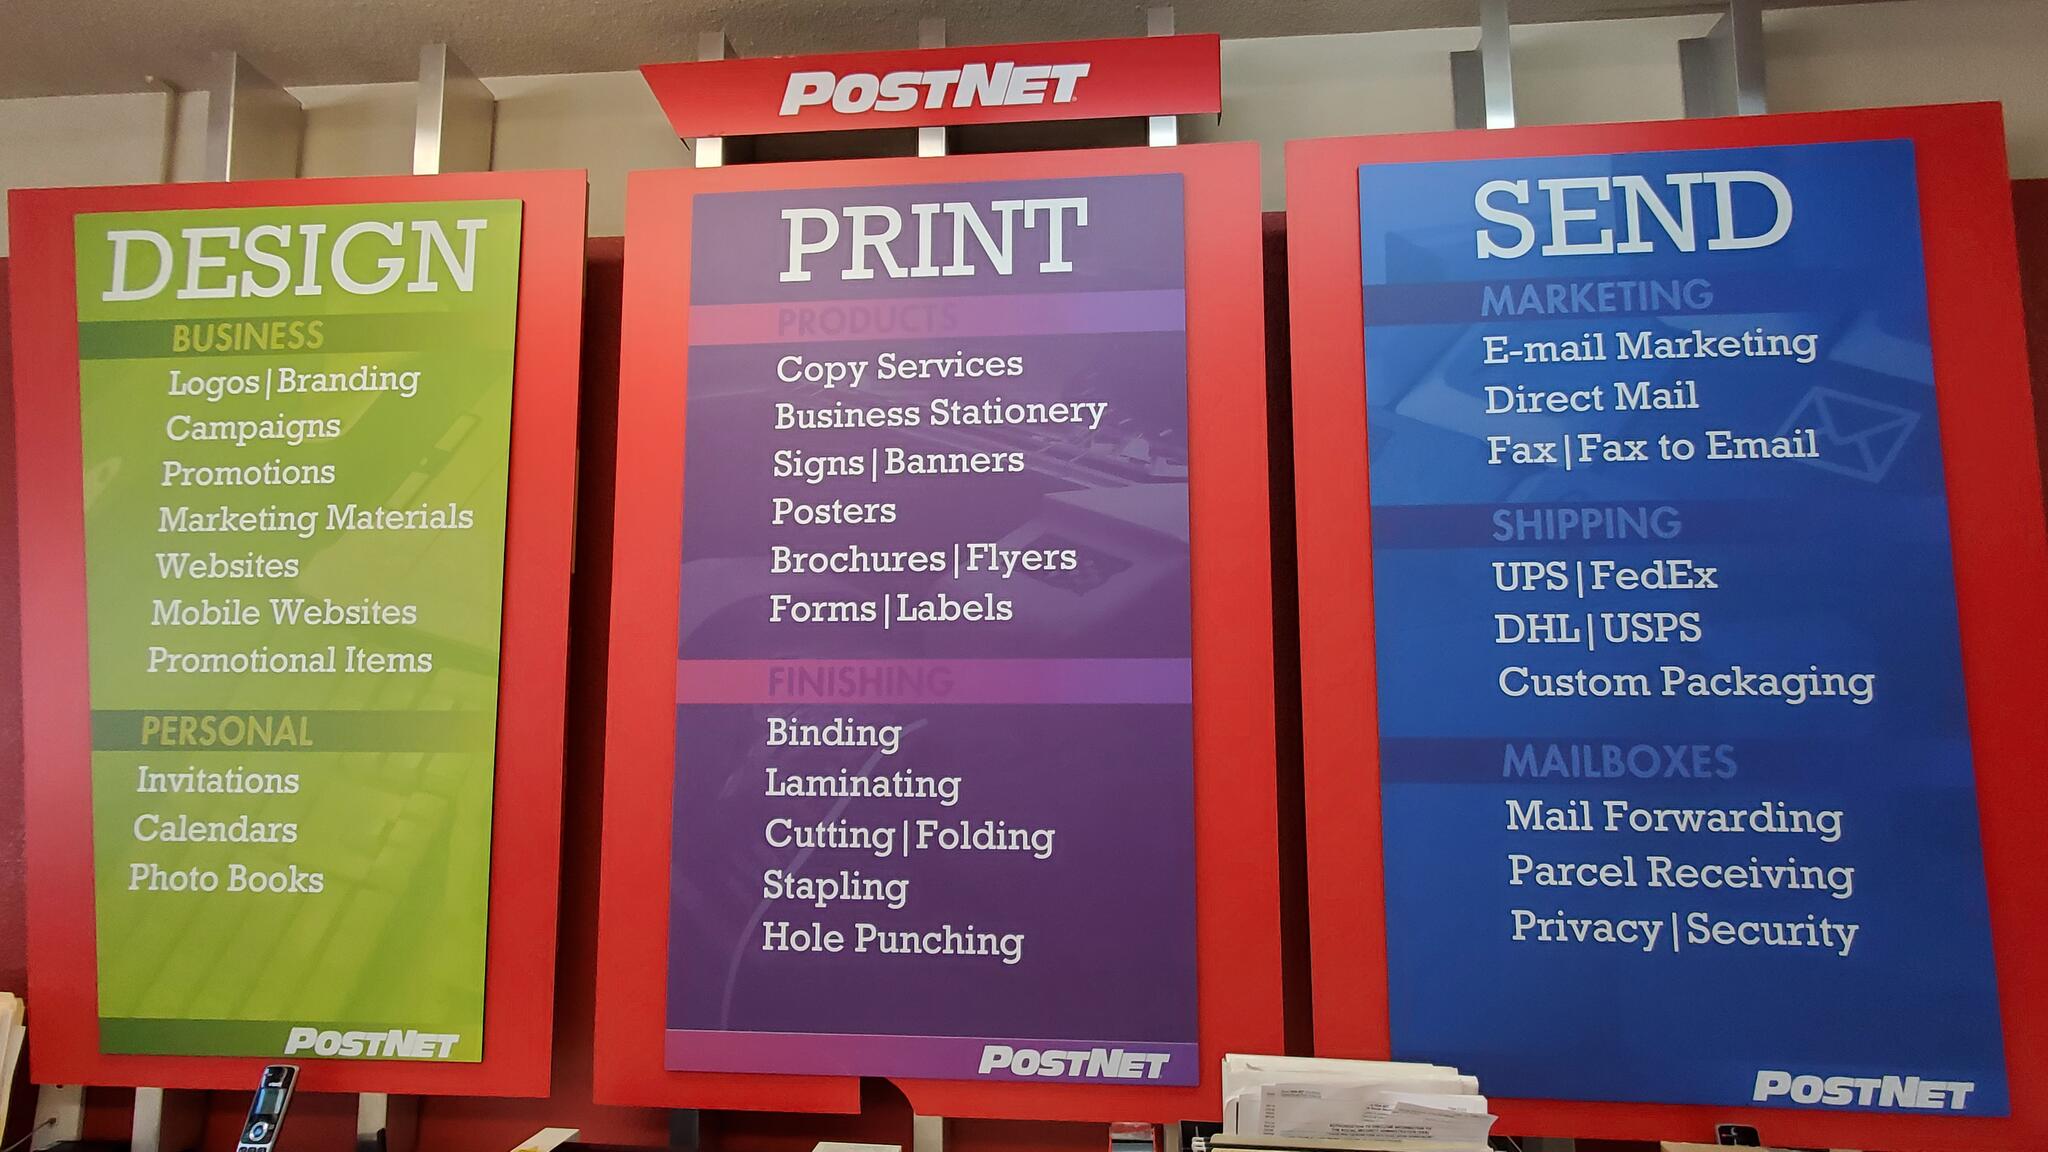 POSTNET
DESIGN
BUSINESS
Logos|Branding
Campaigns
Promotions
Marketing Materials
Websites
Mobile Websites
Promotional Items
PERSONAL
Invitations
Calendars
Photo Books
POSTNET
PRINT
PRODUCTS
Copy Services
Business Stationery
Signs|Banners
Posters
Brochures|Flyers
Forms|Labels
FINISHING
Binding
Laminating
Cutting|Folding
Stapling
Hole Punching
POSTNET
SEND
MARKETING
E-mail Marketing
Direct Mail
Fax|Fax to Email
SHIPPING
UPS|FedEx
DHL|USPS
Custom Packaging
MAILBOXES
Mail Forwarding
Parcel Receiving
Privacy|Security
POSTNET